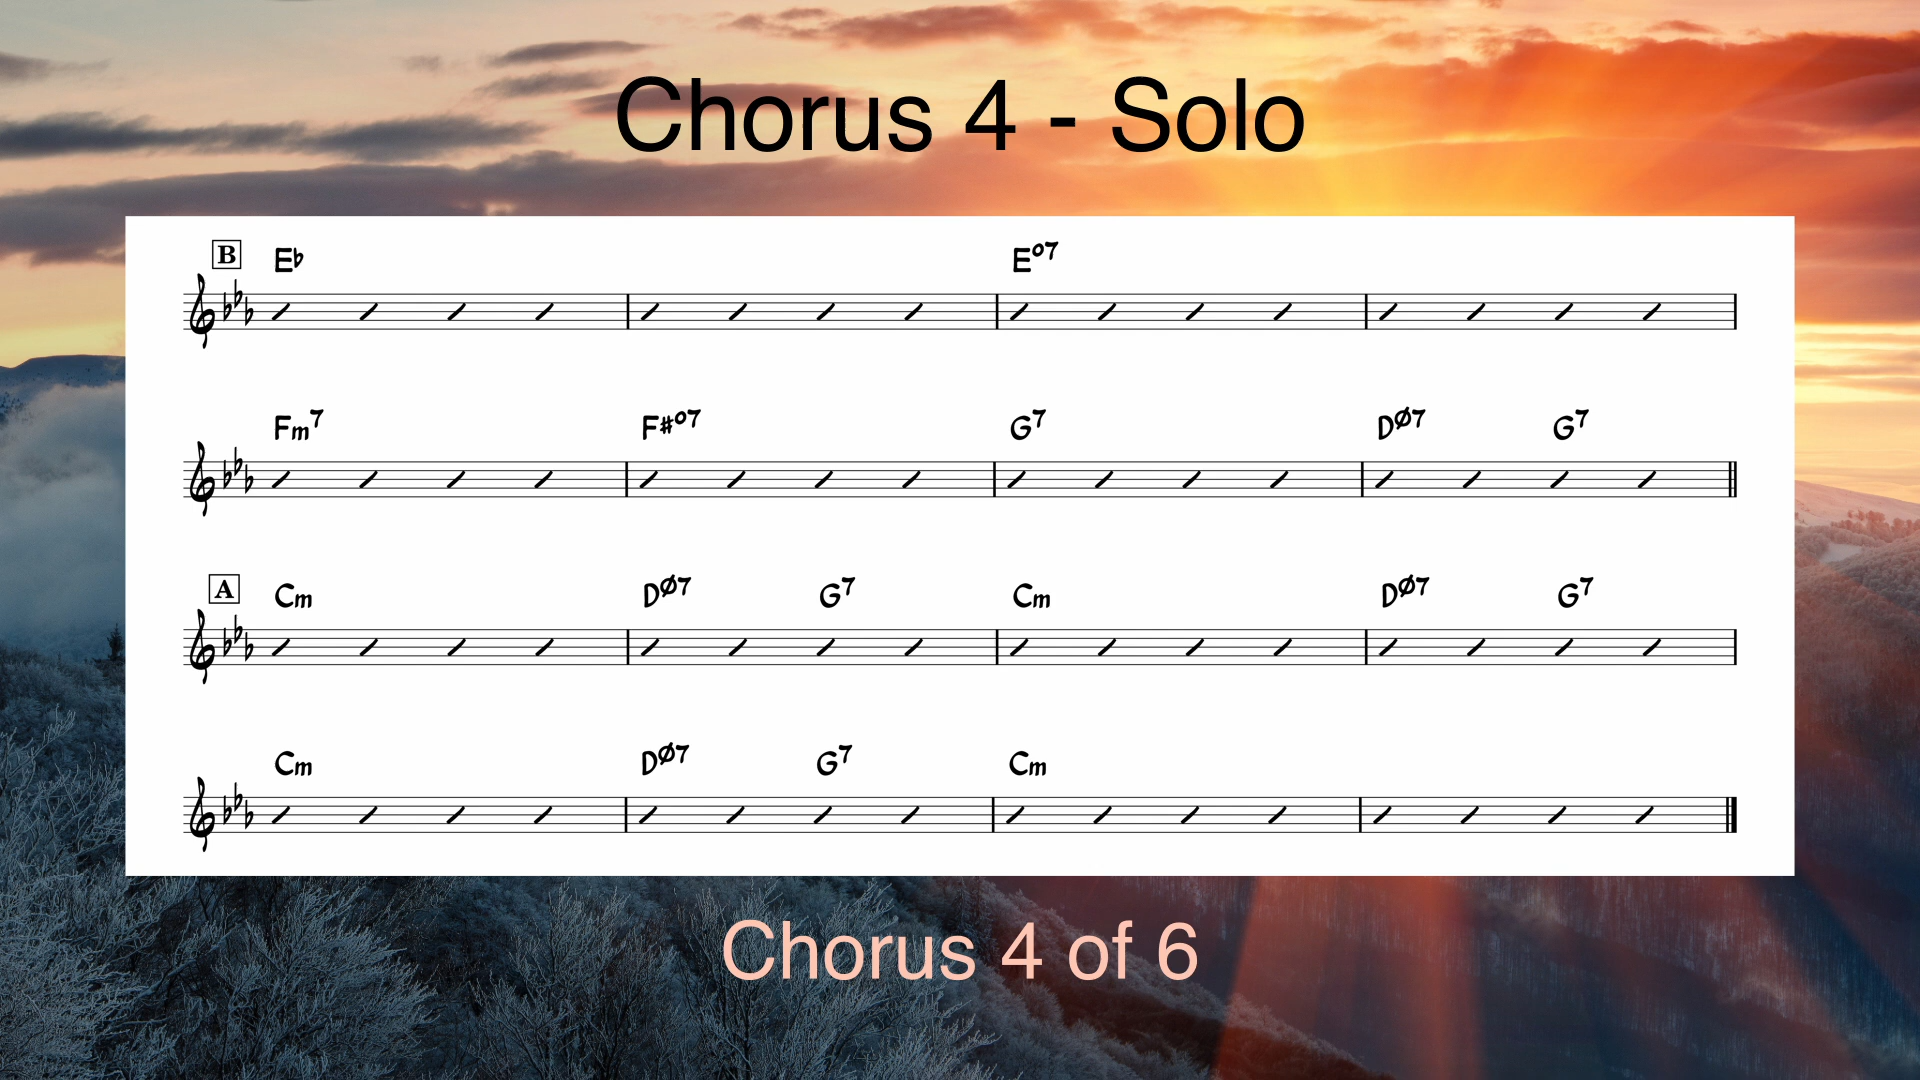 Chorus 4 - Solo
B E♭ E°7
Fm7 F#°7 G7 DØ7 G7
A Cm DØ7 G7 Cm DØ7 G7
Cm DØ7 G7 Cm
Chorus 4 of 6